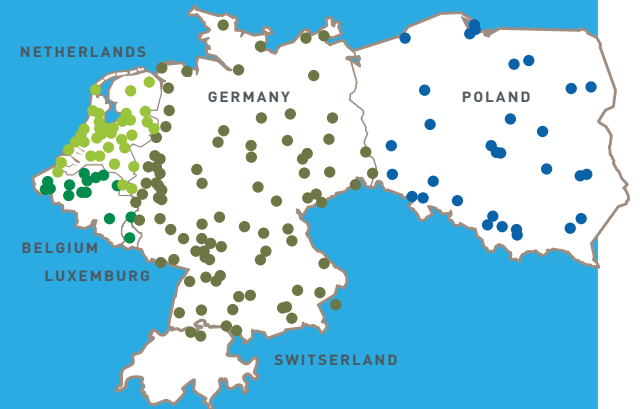 NETHERLANDS
GERMANY
POLAND
BELGIUM
LUXEMBURG
SWITSERLAND